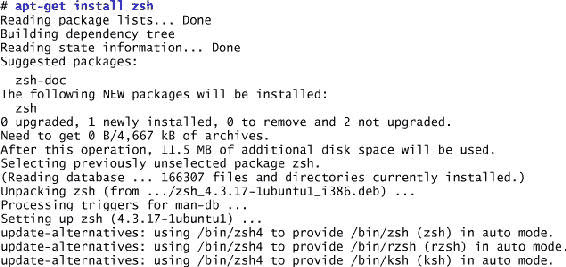 # apt-get install zsh
Reading package lists... Done
Building dependency tree
Reading state information... Done
Suggested packages:
zsh-doc
The following NEW packages will be installed:
zsh
0 upgraded, 1 newly installed, 0 to remove and 2 not upgraded.
Need to get 0 B/4,667 kB of archives.
After this operation, 11.5 MB of additional disk space will be used.
Selecting previously unselected package zsh.
(Reading database ... 166307 files and directories currently installed.)
Unpacking zsh (from .../zsh_4.3.17-1ubuntu1_i386.deb) ...
Processing triggers for man-db ...
Setting up zsh (4.3.17-1ubuntu1) ...
update-alternatives: using /bin/zsh4 to provide /bin/zsh (zsh) in auto mode.
update-alternatives: using /bin/zsh4 to provide /bin/rzsh (rzsh) in auto mode.
update-alternatives: using /bin/zsh4 to provide /bin/ksh (ksh) in auto mode.